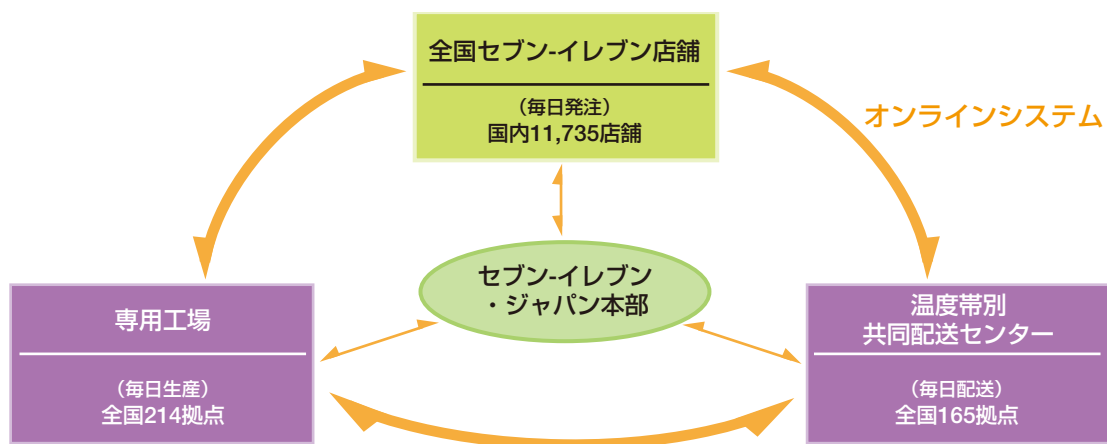 全国セブン-イレブン店舗
（毎日発注）
国内11,735店舗
オンラインシステム
セブン-イレブン
・ジャパン本部
専用工場
（毎日生産）
全国214拠点
温度帯別
共同配送センター
（毎日配送）
全国165拠点